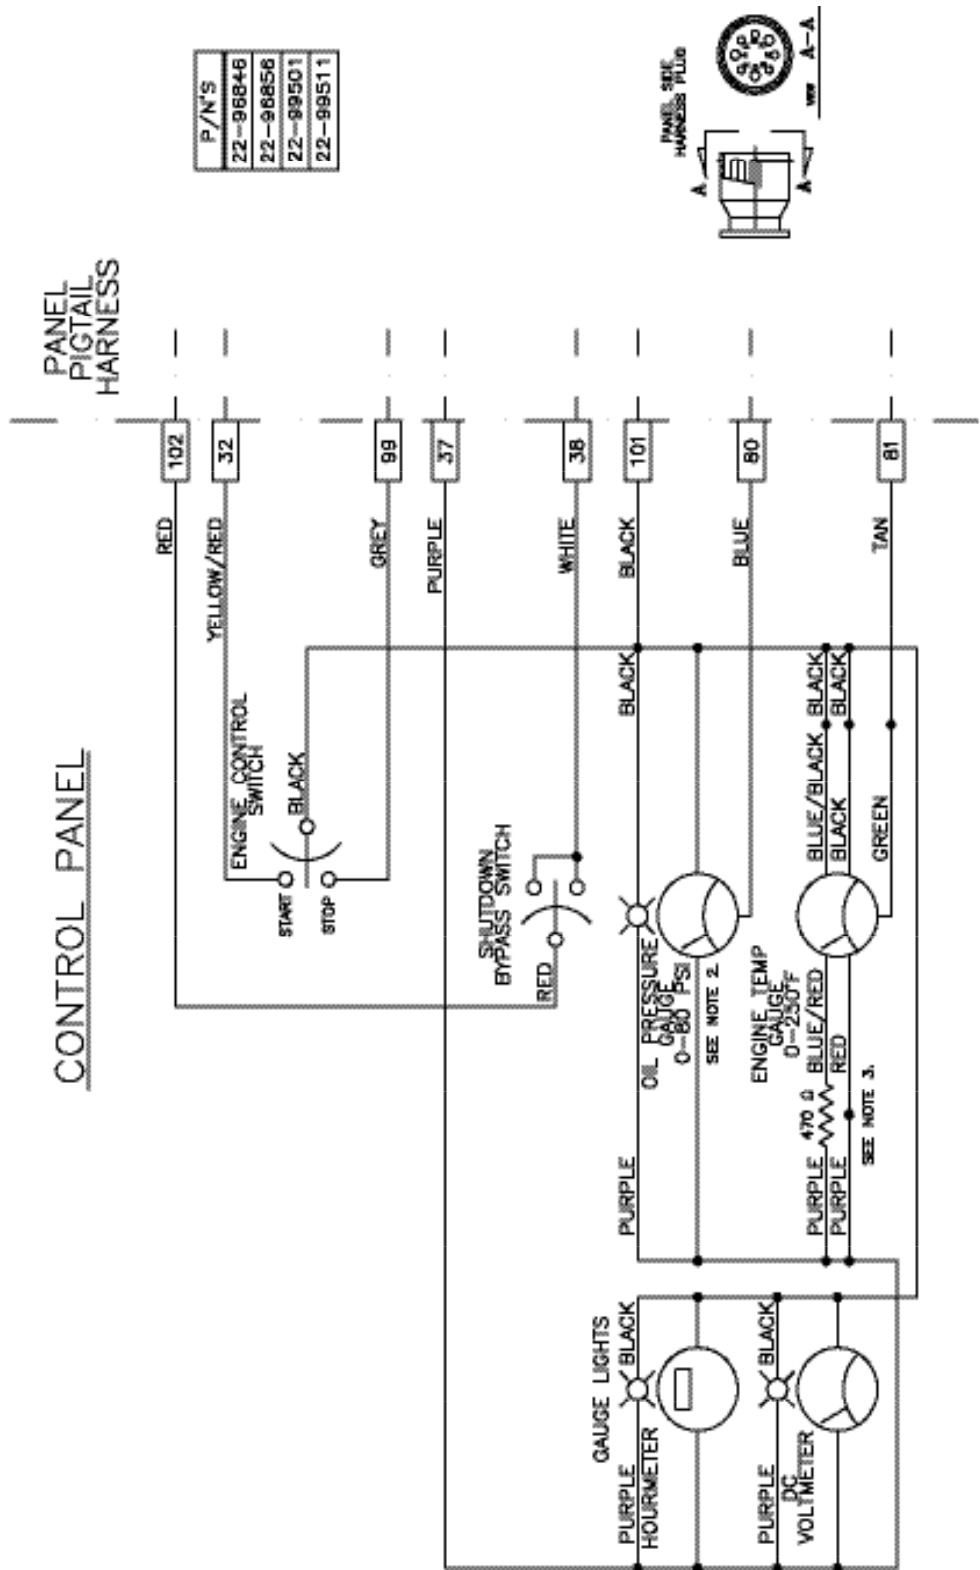 CONTROL PANEL
PANEL
PIGTAIL
HARNESS
P/N'S
22-96846
22-96856
22-99501
22-99511
PANEL SIDE
HARNESS PLUG
A
A
VIEW A-A
102
32
99
37
38
101
80
81
RED
YELLOW/RED
GREY
PURPLE
WHITE
BLACK
BLUE
TAN
ENGINE CONTROL
SWITCH
BLACK
START
STOP
SHUTDOWN
BYPASS SWITCH
RED
BLACK
OIL PRESSURE
GAUGE
0-80 PSI
SEE NOTE 2.
PURPLE
BLACK
BLACK
BLUE/BLACK
BLACK
GREEN
ENGINE TEMP
GAUGE
0-250°F
BLUE/RED
RED
470 Ω
SEE NOTE 3.
PURPLE
PURPLE
GAUGE LIGHTS
BLACK
PURPLE
HOURMETER
BLACK
PURPLE
DC
VOLTMETER